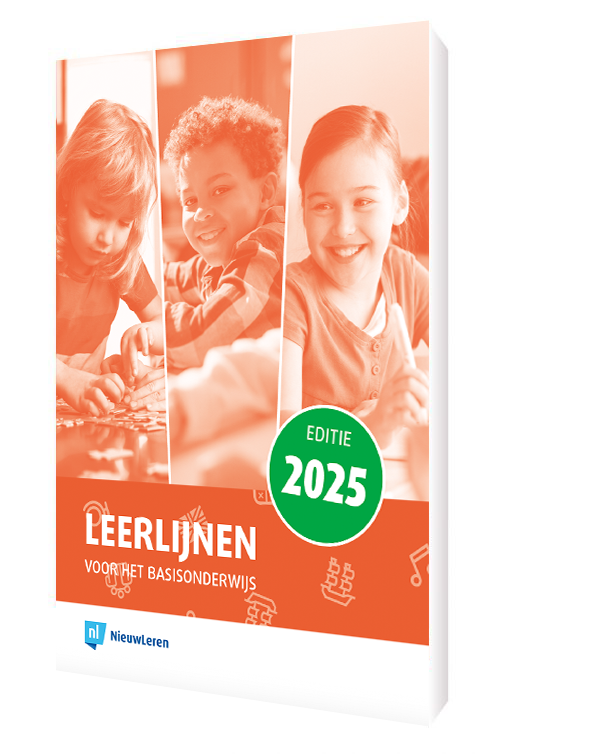 EDITIE
2025
LEERLIJNEN
VOOR HET BASISONDERWIJS
nl NieuwLeren